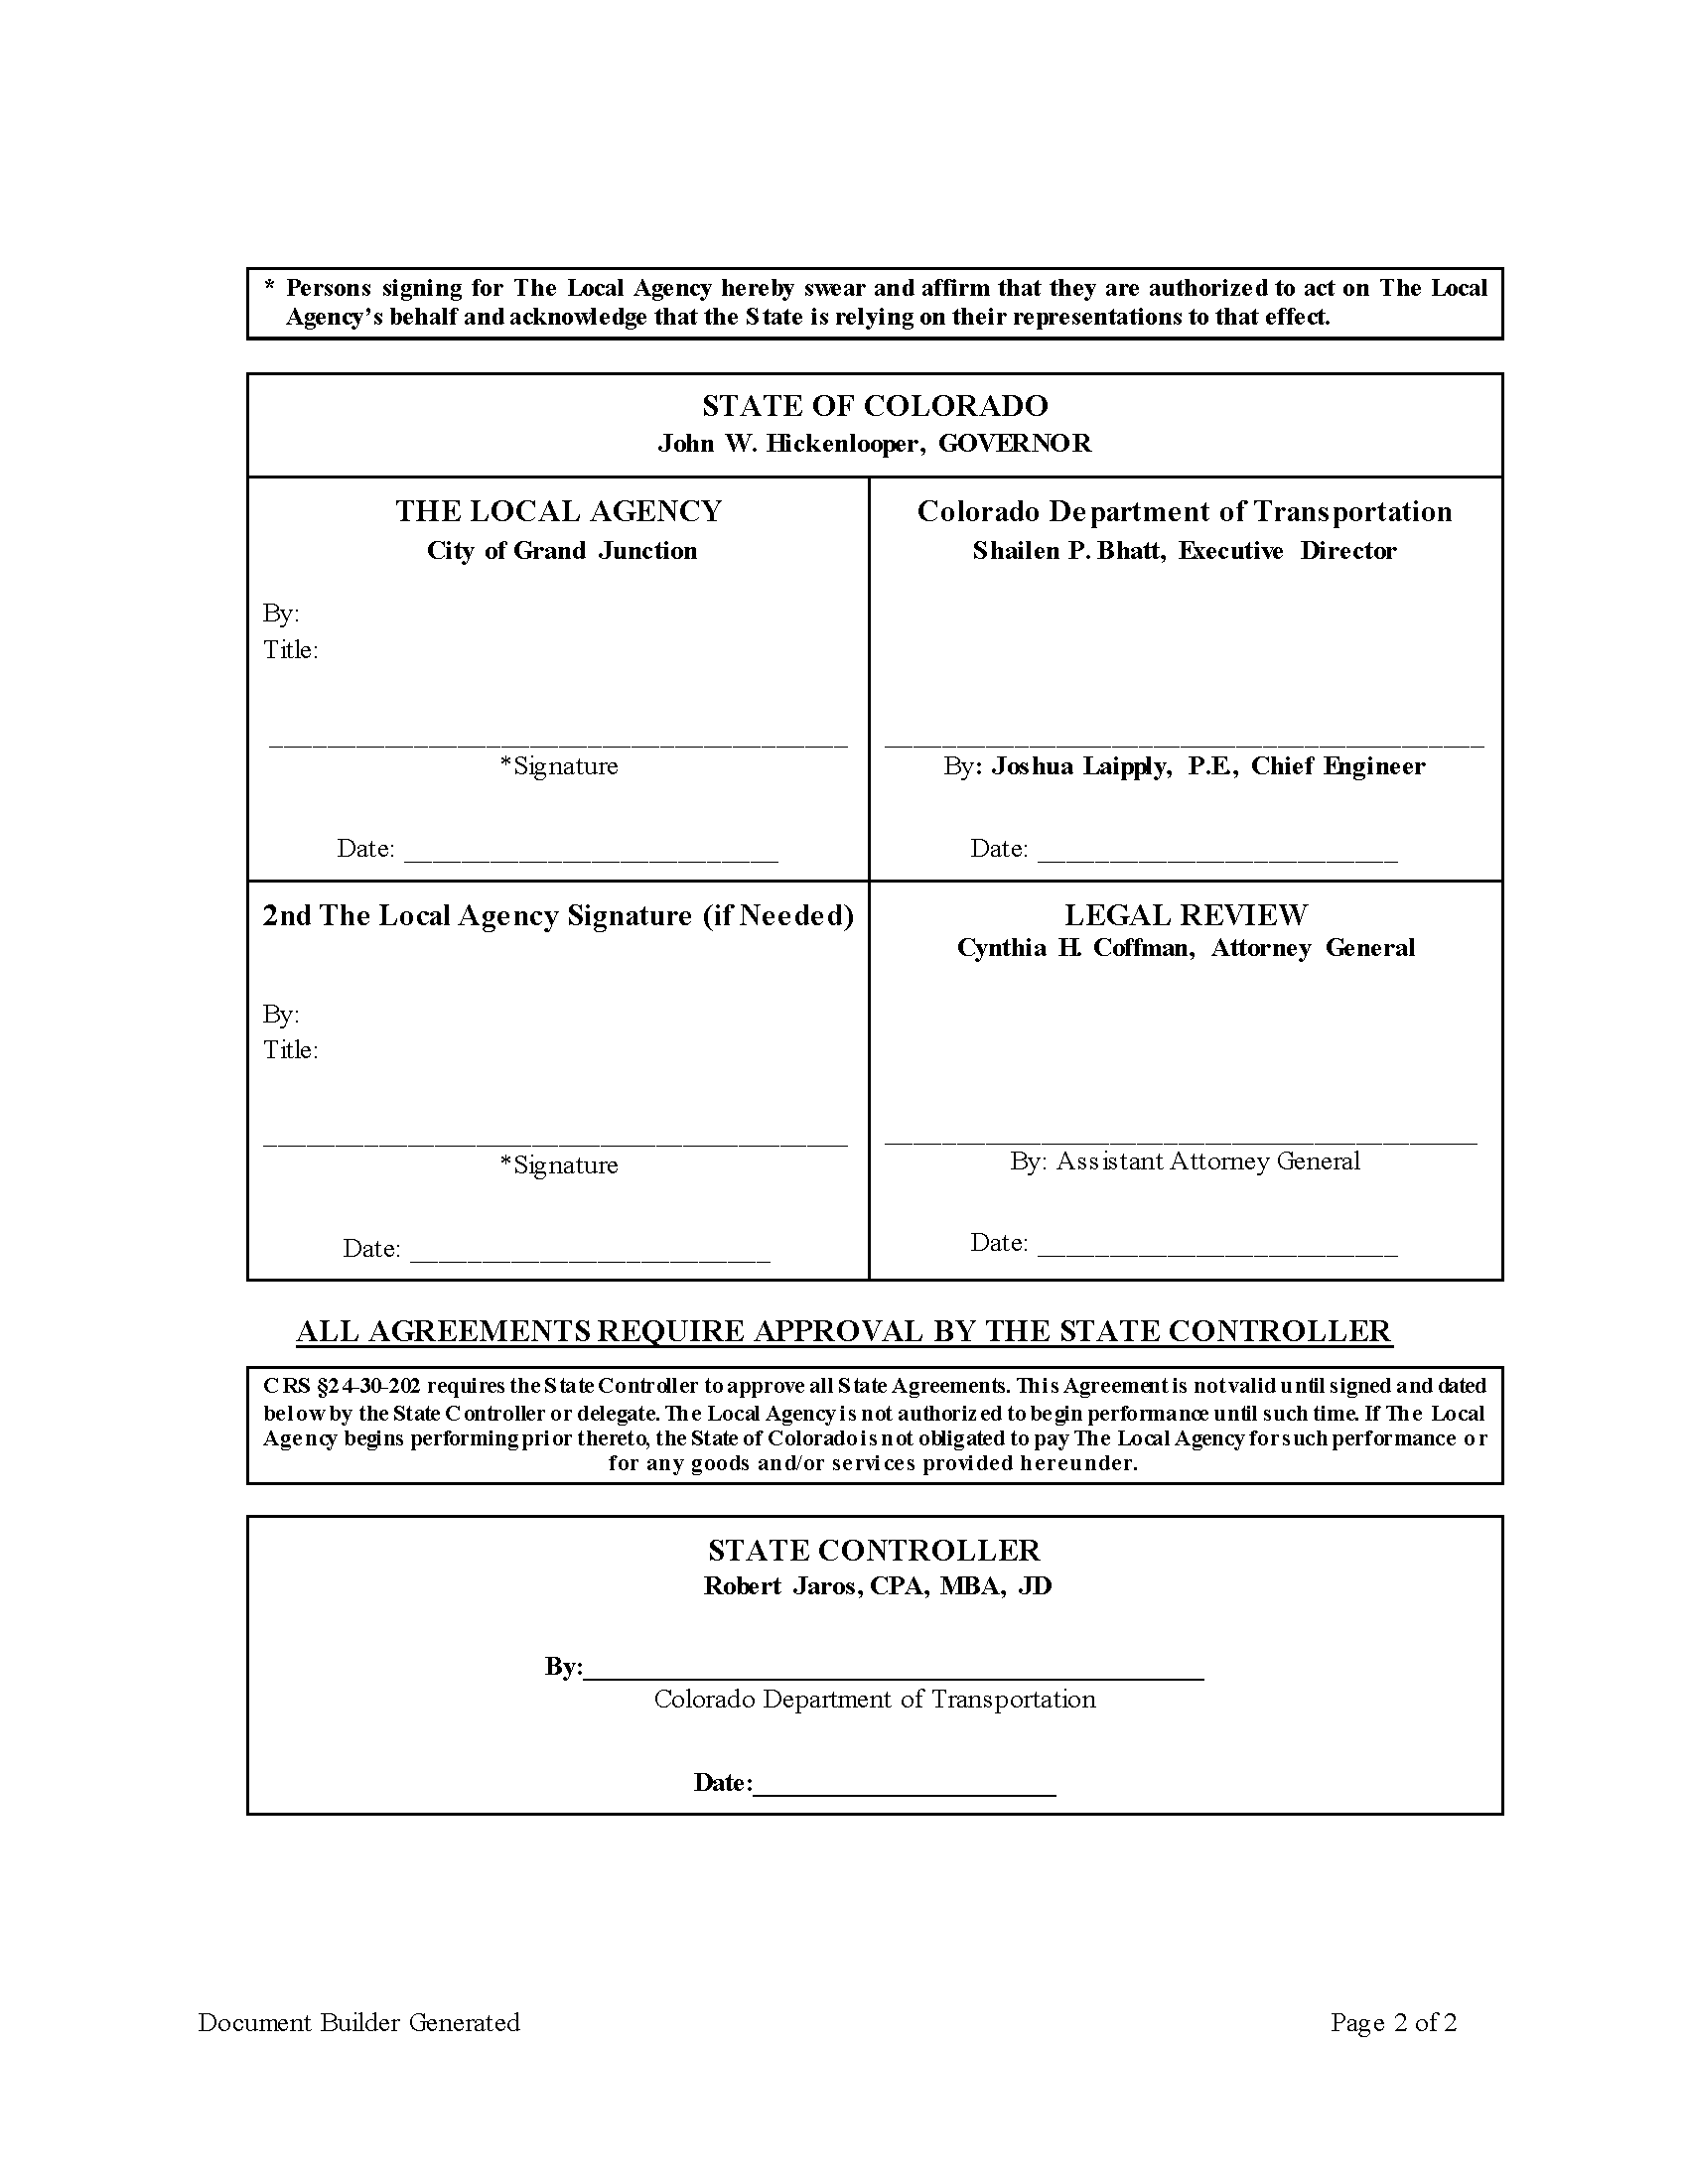 * Persons signing for The Local Agency hereby swear and affirm that they are authorized to act on The Local
Agency’s behalf and acknowledge that the State is relying on their representations to that effect.
STATE OF COLORADO
John W. Hickenlooper, GOVERNOR
THE LOCAL AGENCY
City of Grand Junction
By:
Title:
*Signature
Date: __________________________
Colorado Department of Transportation
Shailen P. Bhatt, Executive Director
By: Joshua Laipply, P.E., Chief Engineer
Date: _________________________
2nd The Local Agency Signature (if Needed)
By:
Title:
*Signature
Date: _________________________
LEGAL REVIEW
Cynthia H. Coffman, Attorney General
By: Assistant Attorney General
Date: _________________________
ALL AGREEMENTS REQUIRE APPROVAL BY THE STATE CONTROLLER
CRS §24-30-202 requires the State Controller to approve all State Agreements. This Agreement is not valid until signed and dated
below by the State Controller or delegate. The Local Agency is not authorized to begin performance until such time. If The Local
Agency begins performing prior thereto, the State of Colorado is not obligated to pay The Local Agency for such performance or
for any goods and/or services provided hereunder.
STATE CONTROLLER
Robert Jaros, CPA, MBA, JD
By:____________________
Colorado Department of Transportation
Date:____________________
Document Builder Generated
Page 2 of 2